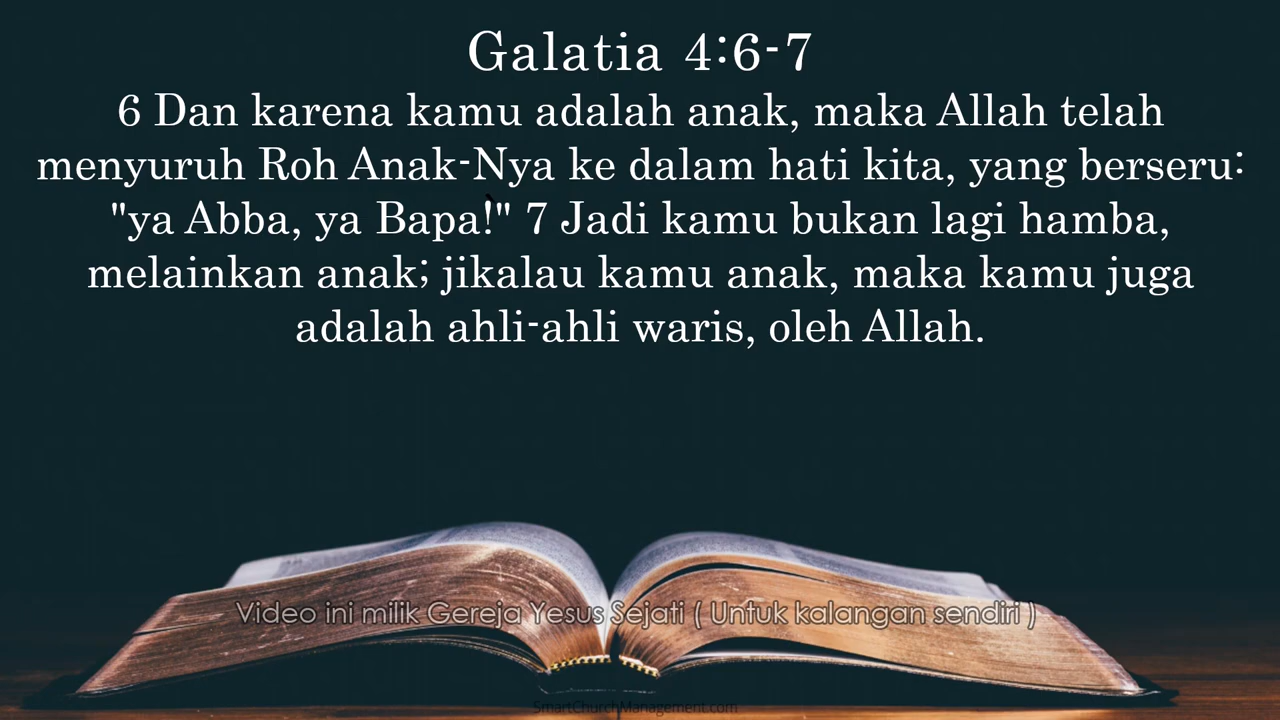 Galatia 4:6-7
6 Dan karena kamu adalah anak, maka Allah telah
menyuruh Roh Anak-Nya ke dalam hati kita, yang berseru:
"ya Abba, ya Bapa!" 7 Jadi kamu bukan lagi hamba,
melainkan anak; jikalau kamu anak, maka kamu juga
adalah ahli-ahli waris, oleh Allah.
Video ini milik Gereja Yesus Sejati ( Untuk kalangan sendiri )
SmartChurchManagement.com